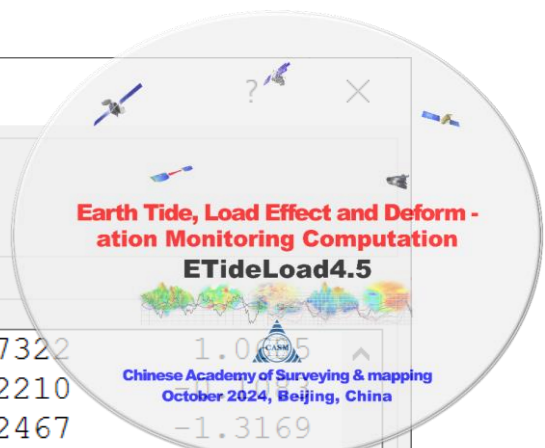 ?
Earth Tide, Load Effect and Deform -
ation Monitoring Computation
ETideLoad4.5
7322
CASM
Chinese Academy of Surveying & mapping
2210
October 2024, Beijing, China
2467 -1.3169